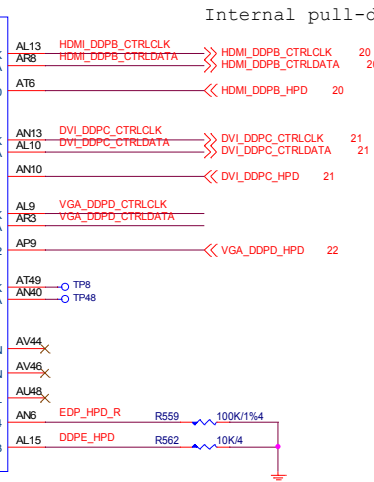 Internal pull-d
AL13 HDMI_DDPB_CTRLCLK HDMI_DDPB_CTRLCLK 20
AR8 HDMI_DDPB_CTRLDATA HDMI_DDPB_CTRLDATA 20
AT6 HDMI_DDPB_HPD 20
AN13 DVI_DDPC_CTRLCLK DVI_DDPC_CTRLCLK 21
AL10 DVI_DDPC_CTRLDATA DVI_DDPC_CTRLDATA 21
AN10 DVI_DDPC_HPD 21
AL9 VGA_DDPD_CTRLCLK
AR3 VGA_DDPD_CTRLDATA
AP9 VGA_DDPD_HPD 22
AT49 TP8
AN40 TP48
AV44
AV46
AU48
AN6 EDP_HPD_R R559 100K/1%4
AL15 DDPE_HPD R562 10K/4